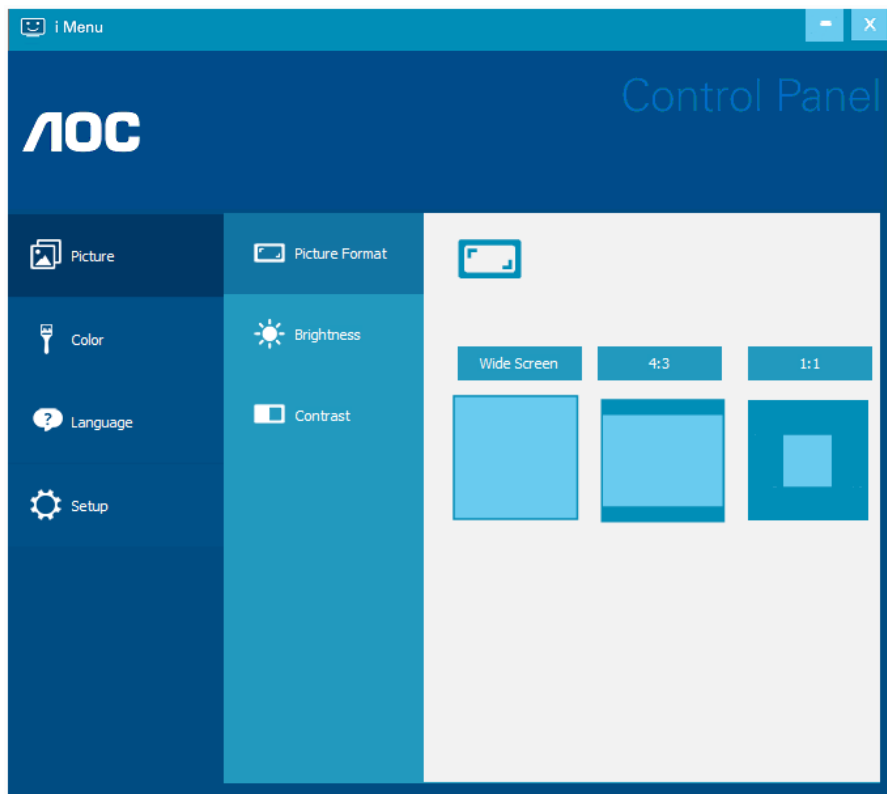 i Menu
Control Panel
AOC
Picture
Color
Language
Setup
Picture Format
Brightness
Contrast
Wide Screen
4:3
1:1